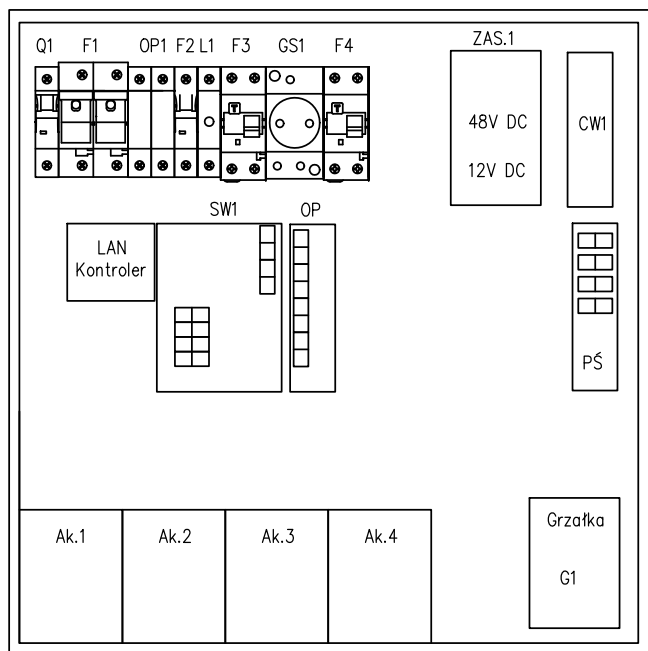 Q1 F1 OP1 F2 L1 F3 GS1 F4 ZAS.1
48V DC
12V DC
CW1
SW1 OP
LAN
Kontroler
PŚ
Ak.1 Ak.2 Ak.3 Ak.4
Grzałka
G1